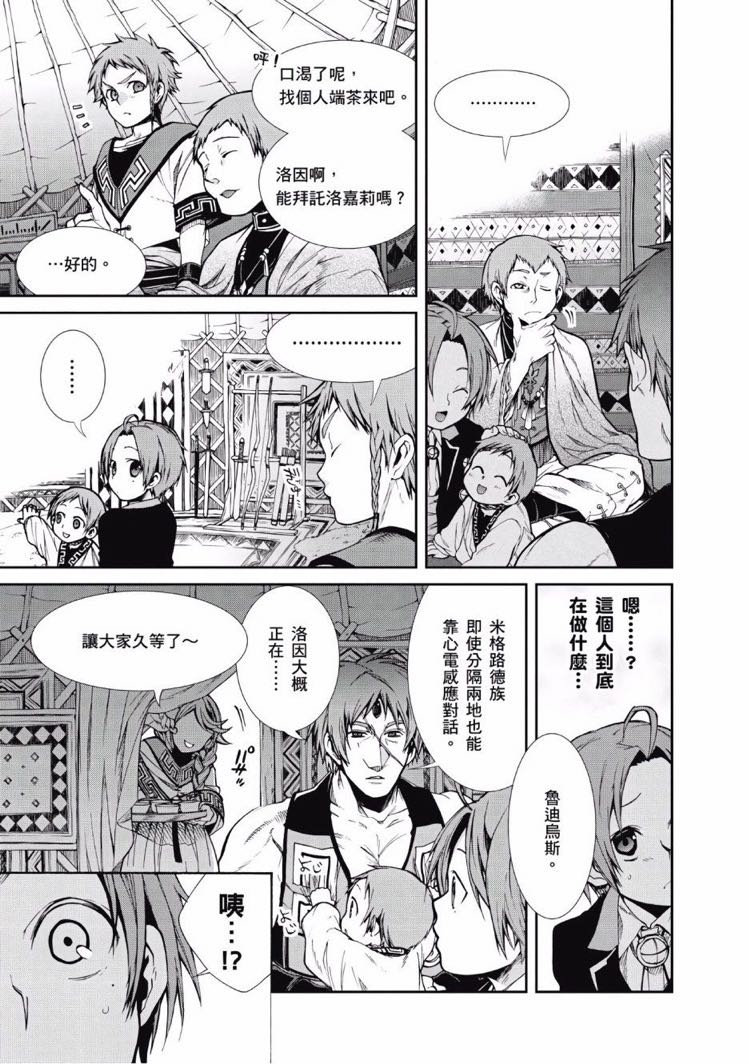 …………
呼！
口渴了呢，
找個人端茶來吧。
洛因啊，
能拜託洛嘉莉嗎？
…好的。
……………
……
嗯……？
這個人到底
在做什麼…
魯迪烏斯。
米格路德族
即使分隔兩地也能
靠心電感應對話。
洛因大概
正在……
讓大家久等了～
咦…!?